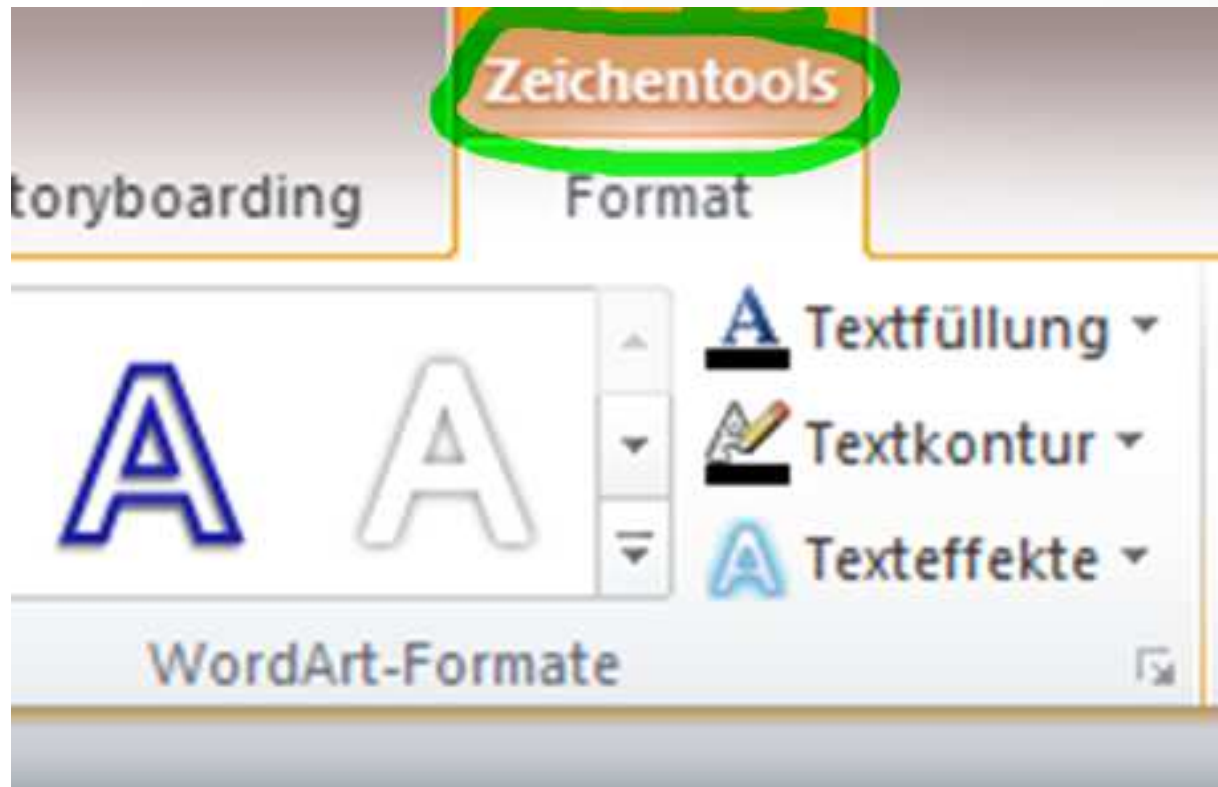 Zeichentools
toryboarding Format
Textfüllung
Textkontur
Texteffekte
WordArt-Formate